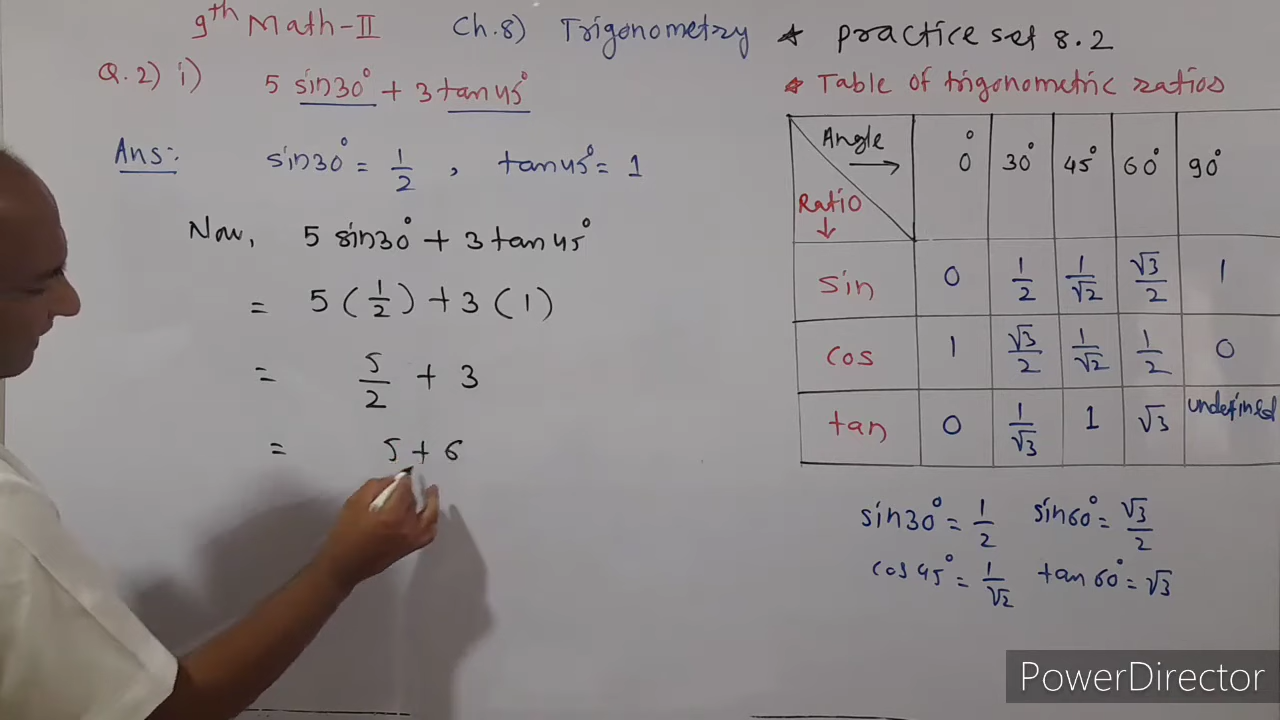 9th Math-II Ch.8) Trigonometry ★ practice set 8.2
Q.2) i) 5 sin30° + 3 tan45°
Ans:- sin30° = 1/2 , tan45° = 1
Now, 5 sin30° + 3 tan45°
= 5 (1/2) + 3 (1)
= 5/2 + 3
= 5 + 6
★ Table of trigonometric ratios
Angle → 0° 30° 45° 60° 90°
Ratio ↓
sin 0 1/2 1/√2 √3/2 1
cos 1 √3/2 1/√2 1/2 0
tan 0 1/√3 1 √3 undefined
sin30° = 1/2 sin60° = √3/2
cos45° = 1/√2 tan60° = √3
PowerDirector